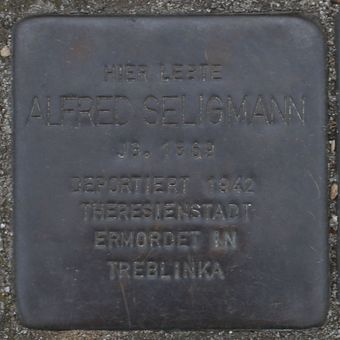 HIER LEBTE
ALFRED SELIGMANN
JG. 1869
DEPORTIERT 1942
THERESIENSTADT
ERMORDET IN
TREBLINKA